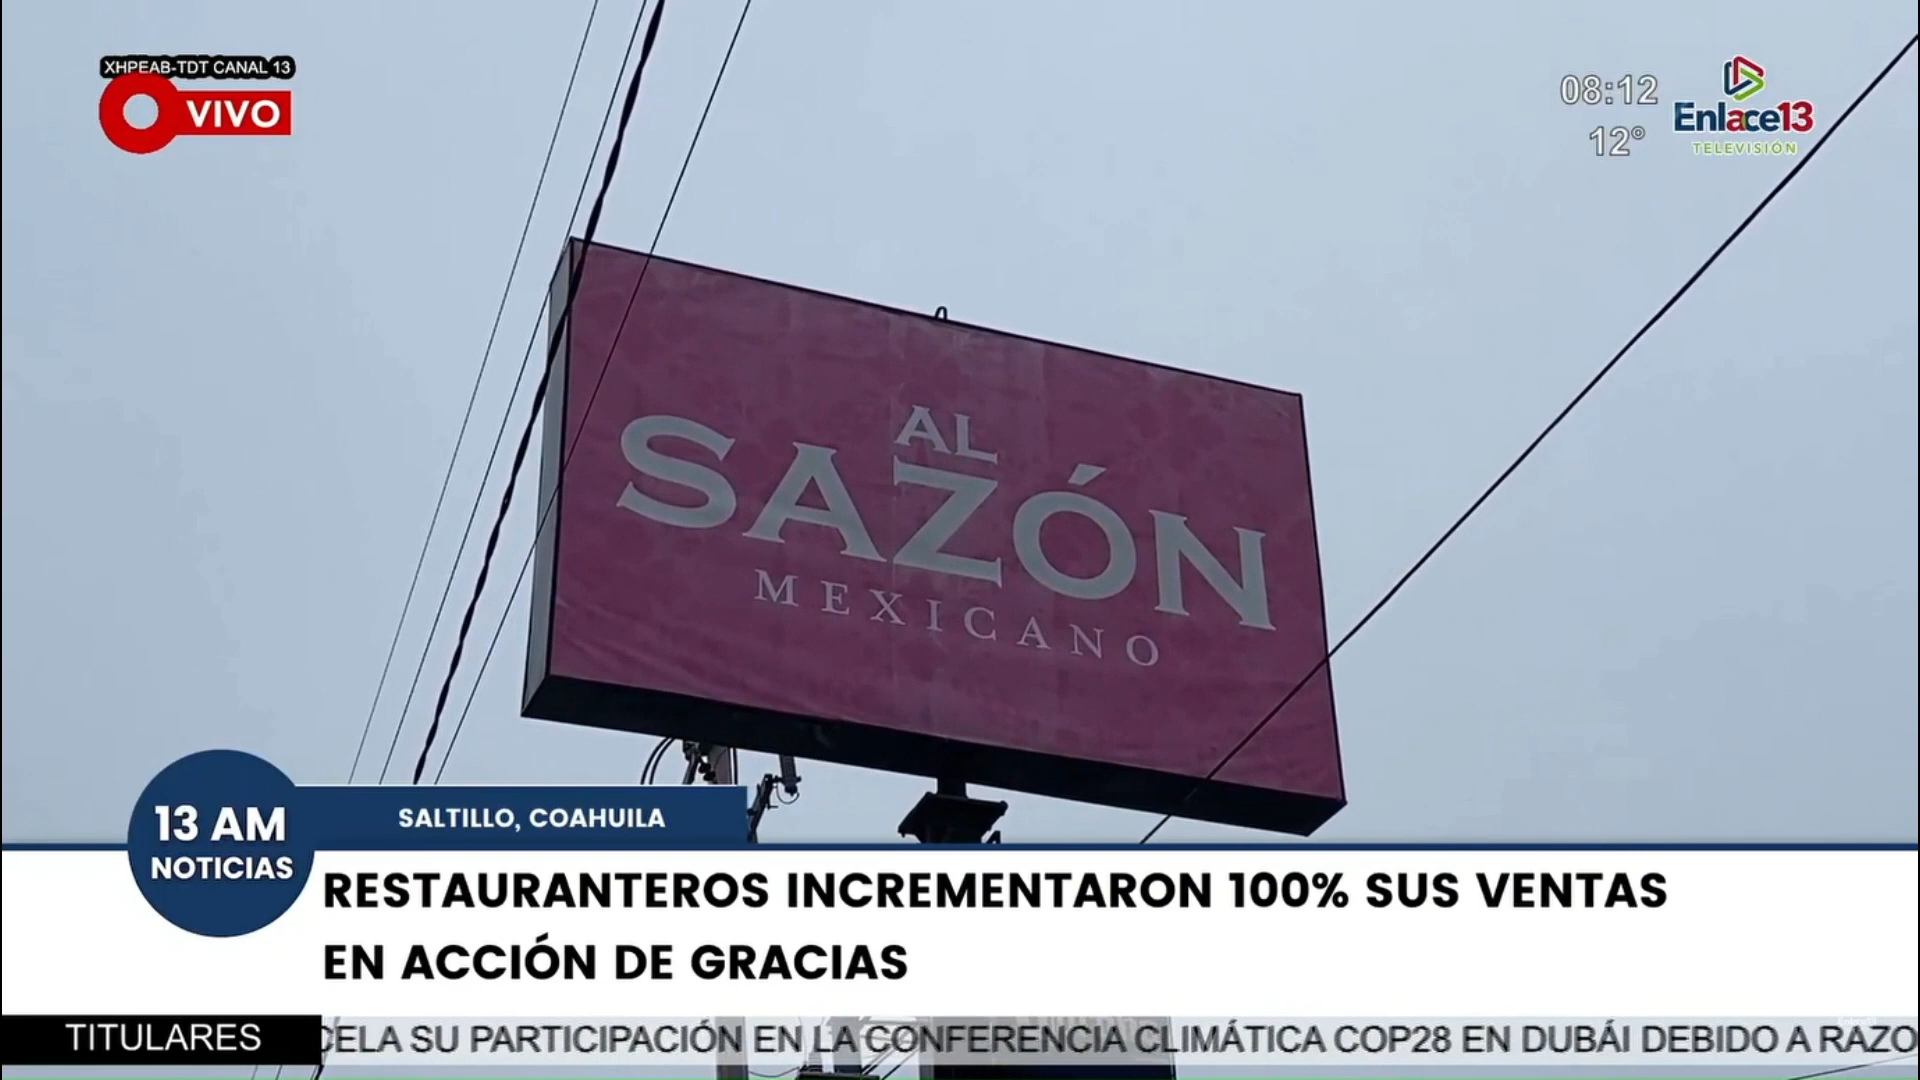 XHPEAB-TDT CANAL 13
VIVO
08:12
12°
Enlace13
TELEVISIÓN
AL
SAZÓN
MEXICANO
13 AM
NOTICIAS
SALTILLO, COAHUILA
RESTAURANTEROS INCREMENTARON 100% SUS VENTAS
EN ACCIÓN DE GRACIAS
TITULARES
CELA SU PARTICIPACIÓN EN LA CONFERENCIA CLIMÁTICA COP28 EN DUBÁI DEBIDO A RAZO